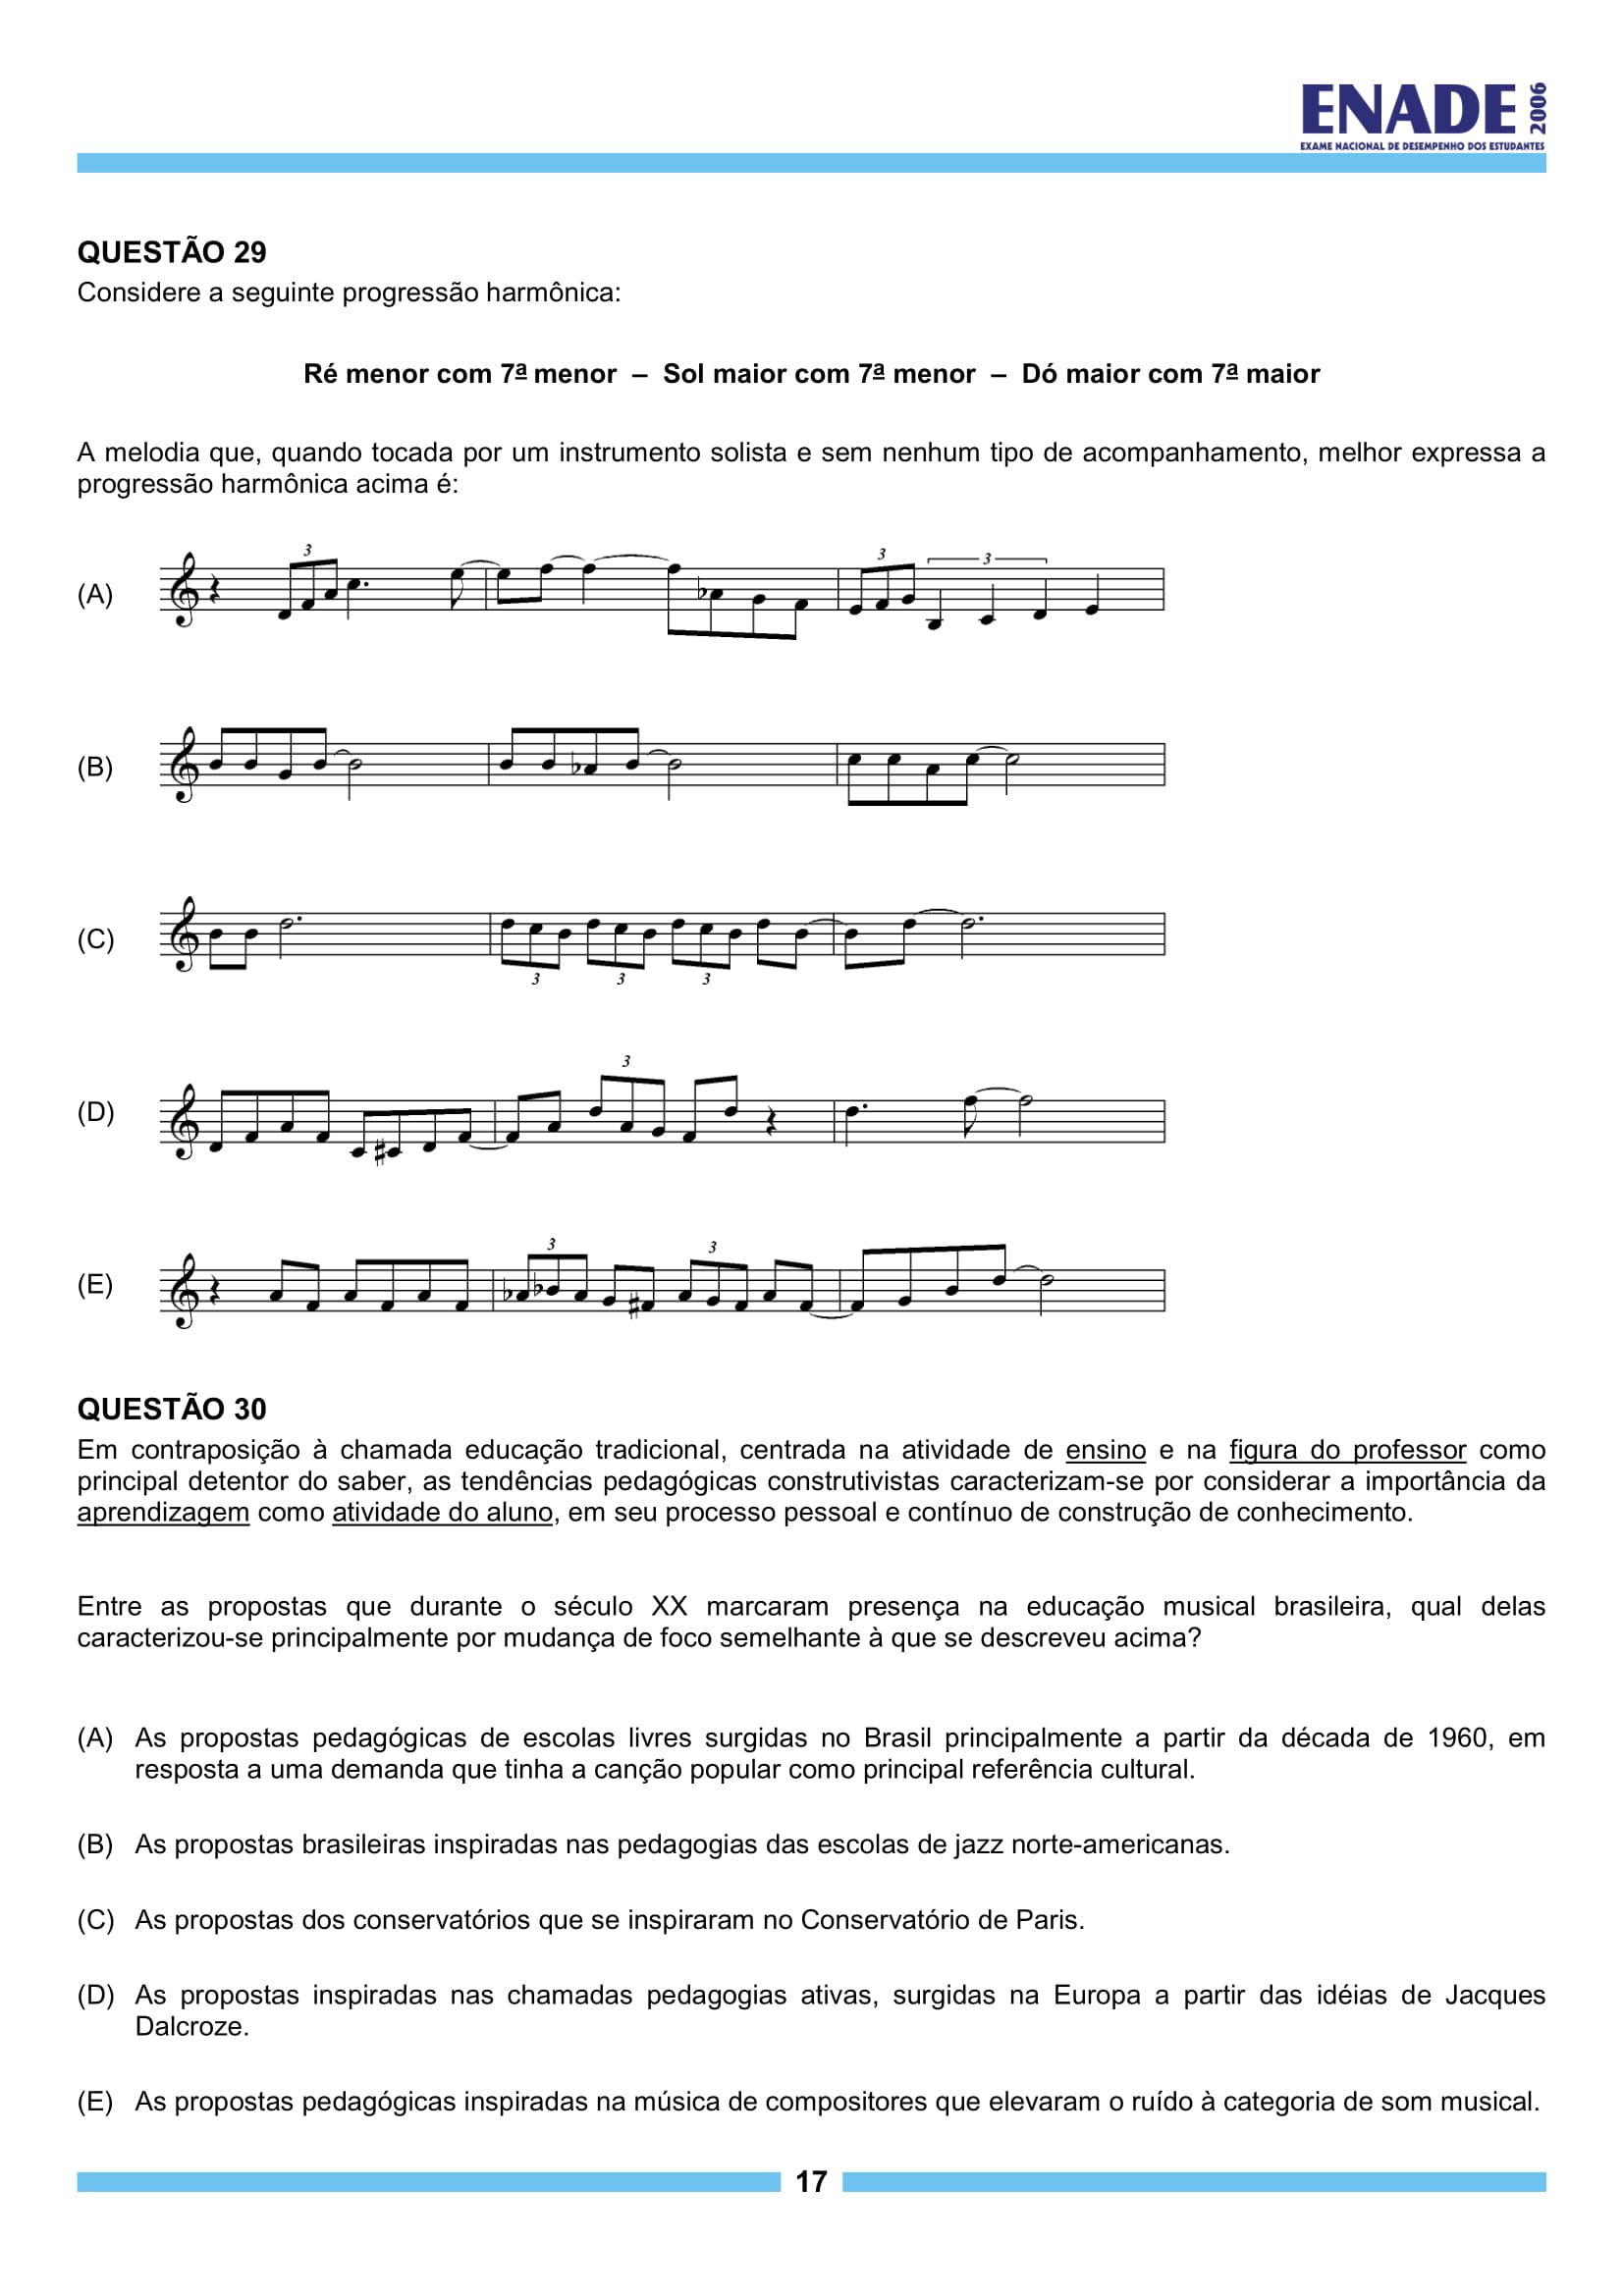 ENADE 2006
EXAME NACIONAL DE DESEMPENHO DOS ESTUDANTES
QUESTÃO 29
Considere a seguinte progressão harmônica:
Ré menor com 7ª menor – Sol maior com 7ª menor – Dó maior com 7ª maior
A melodia que, quando tocada por um instrumento solista e sem nenhum tipo de acompanhamento, melhor expressa a
progressão harmônica acima é:
3 3 3
(A)
(B)
(C)
3 3 3
3
(D)
3 3
(E)
QUESTÃO 30
Em contraposição à chamada educação tradicional, centrada na atividade de ensino e na figura do professor como
principal detentor do saber, as tendências pedagógicas construtivistas caracterizam-se por considerar a importância da
aprendizagem como atividade do aluno, em seu processo pessoal e contínuo de construção de conhecimento.
Entre as propostas que durante o século XX marcaram presença na educação musical brasileira, qual delas
caracterizou-se principalmente por mudança de foco semelhante à que se descreveu acima?
(A) As propostas pedagógicas de escolas livres surgidas no Brasil principalmente a partir da década de 1960, em
resposta a uma demanda que tinha a canção popular como principal referência cultural.
(B) As propostas brasileiras inspiradas nas pedagogias das escolas de jazz norte-americanas.
(C) As propostas dos conservatórios que se inspiraram no Conservatório de Paris.
(D) As propostas inspiradas nas chamadas pedagogias ativas, surgidas na Europa a partir das idéias de Jacques
Dalcroze.
(E) As propostas pedagógicas inspiradas na música de compositores que elevaram o ruído à categoria de som musical.
17